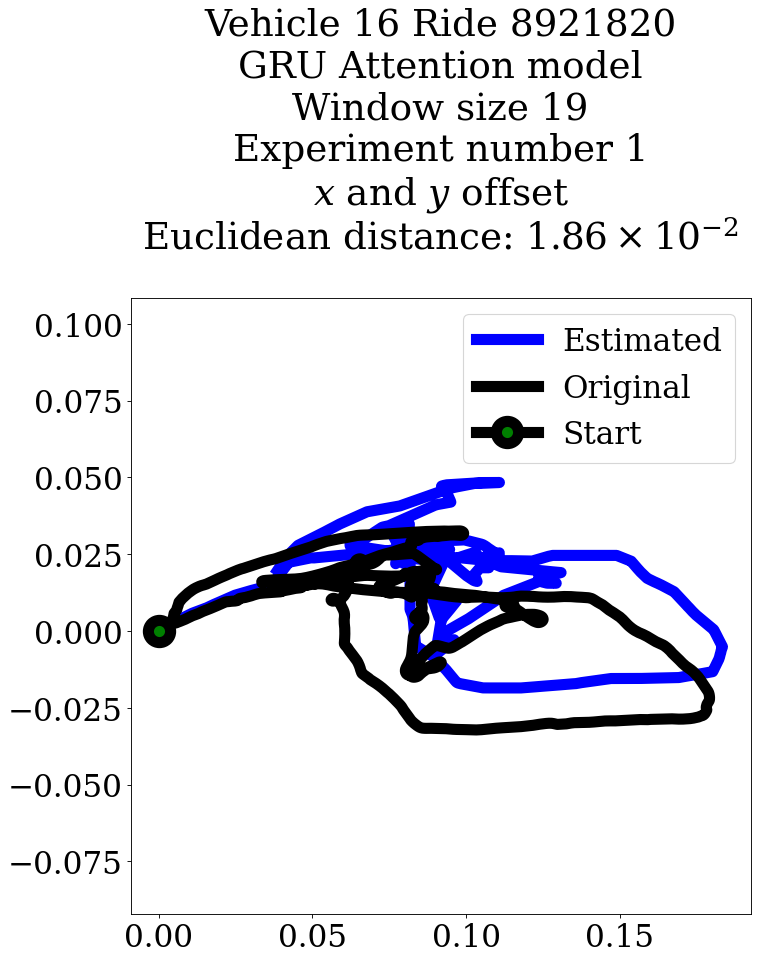 Vehicle 16 Ride 8921820
GRU Attention model
Window size 19
Experiment number 1
x and y offset
Euclidean distance: 1.86 × 10⁻²
Estimated
Original
Start
0.100
0.075
0.050
0.025
0.000
−0.025
−0.050
−0.075
0.00 0.05 0.10 0.15